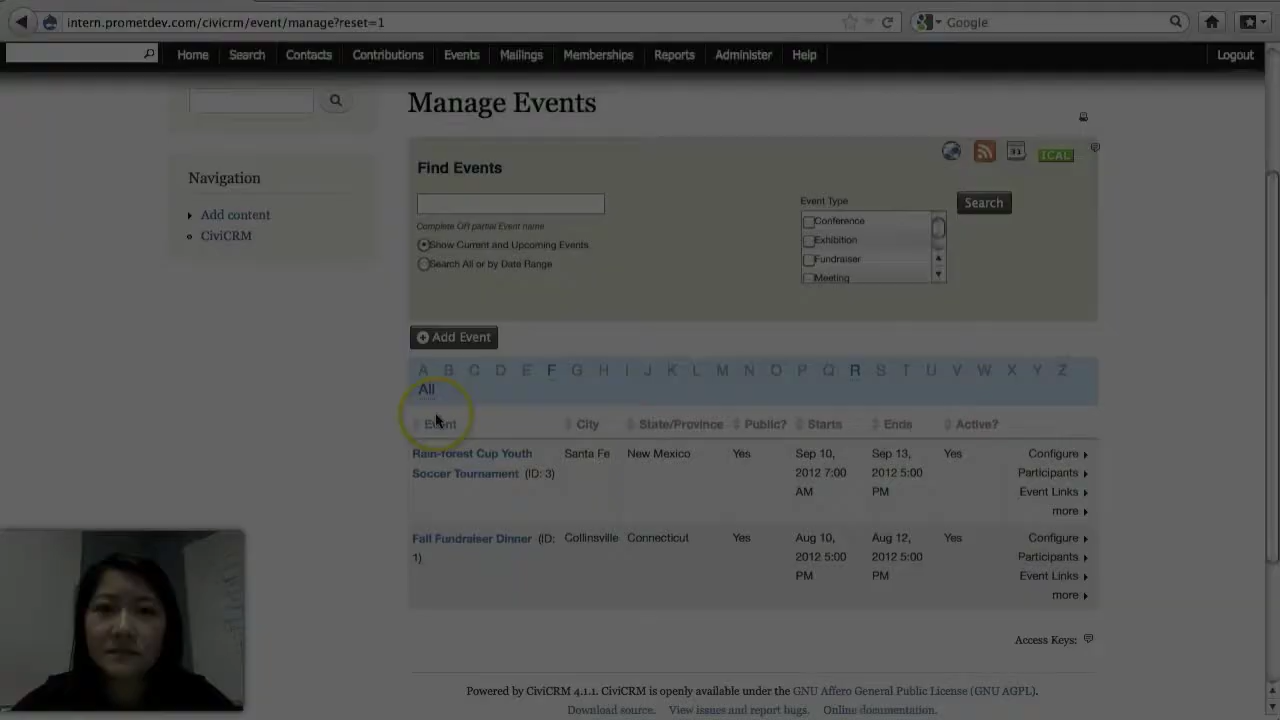 intern.prometdev.com/civicrm/event/manage?reset=1
Google
Home Search Contacts Contributions Events Mailings Memberships Reports Administer Help Logout
Manage Events
Navigation
Add content
CiviCRM
Find Events
31
ICAL
Complete OR partial Event name
Show Current and Upcoming Events
Search All or by Date Range
Event Type
Conference
Exhibition
Fundraiser
Meeting
Search
Add Event
A B C D E F G H I J K L M N O P Q R S T U V W X Y Z
All
Event City State/Province Public? Starts Ends Active?
Rain-forest Cup Youth Santa Fe New Mexico Yes Sep 10, Sep 13, Yes Configure
Soccer Tournament (ID: 3) 2012 7:00 2012 5:00 Participants
AM PM Event Links
more
Fall Fundraiser Dinner (ID: Collinsville Connecticut Yes Aug 10, Aug 12, Yes Configure
1) 2012 5:00 2012 5:00 Participants
PM PM Event Links
more
Access Keys:
Powered by CiviCRM 4.1.1. CiviCRM is openly available under the GNU Affero General Public License (GNU AGPL).
Download source. View issues and report bugs. Online documentation.